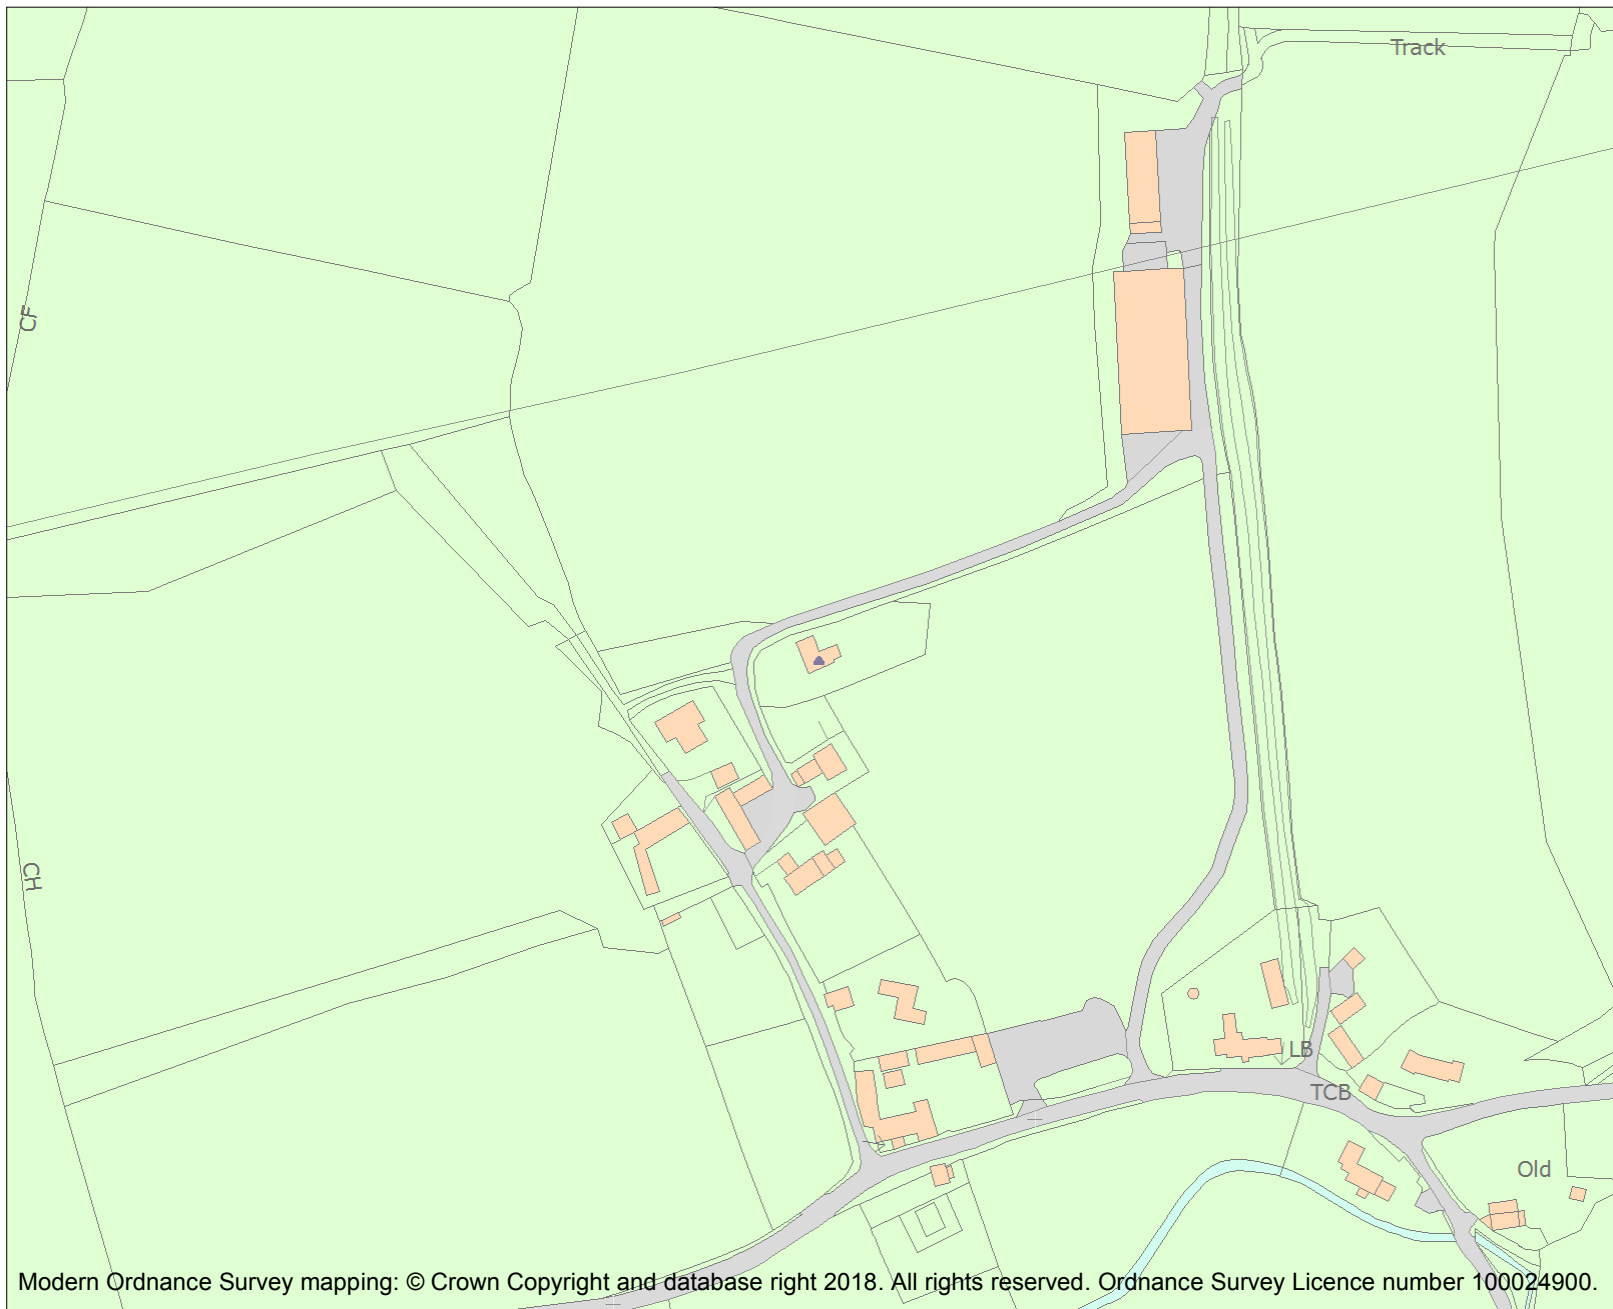 Track
CF
CH
LB
TCB
Old
Modern Ordnance Survey mapping: © Crown Copyright and database right 2018. All rights reserved. Ordnance Survey Licence number 100024900.